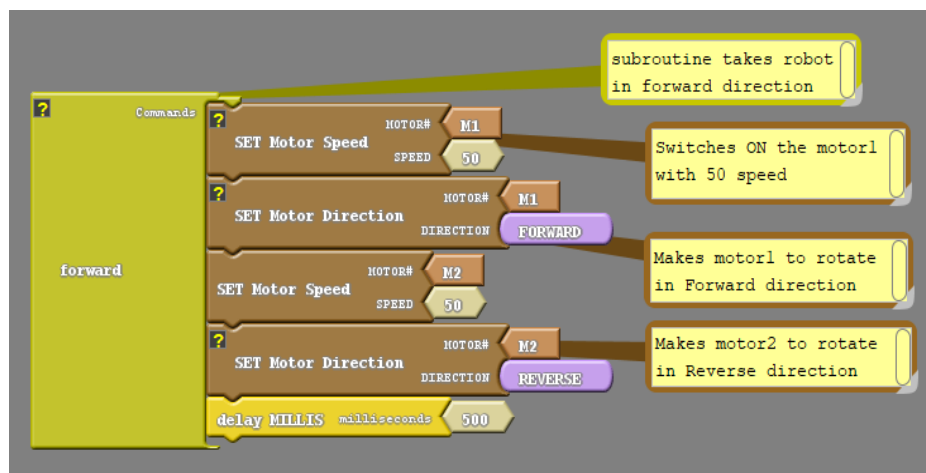 subroutine takes robot
in forward direction
?
Commands
?
MOTOR#
M1
SET Motor Speed
SPEED
50
Switches ON the motor1
with 50 speed
?
MOTOR#
M1
SET Motor Direction
DIRECTION
FORWARD
Makes motor1 to rotate
in Forward direction
forward
MOTOR#
M2
SET Motor Speed
SPEED
50
?
MOTOR#
M2
SET Motor Direction
DIRECTION
REVERSE
Makes motor2 to rotate
in Reverse direction
delay MILLIS milliseconds 500